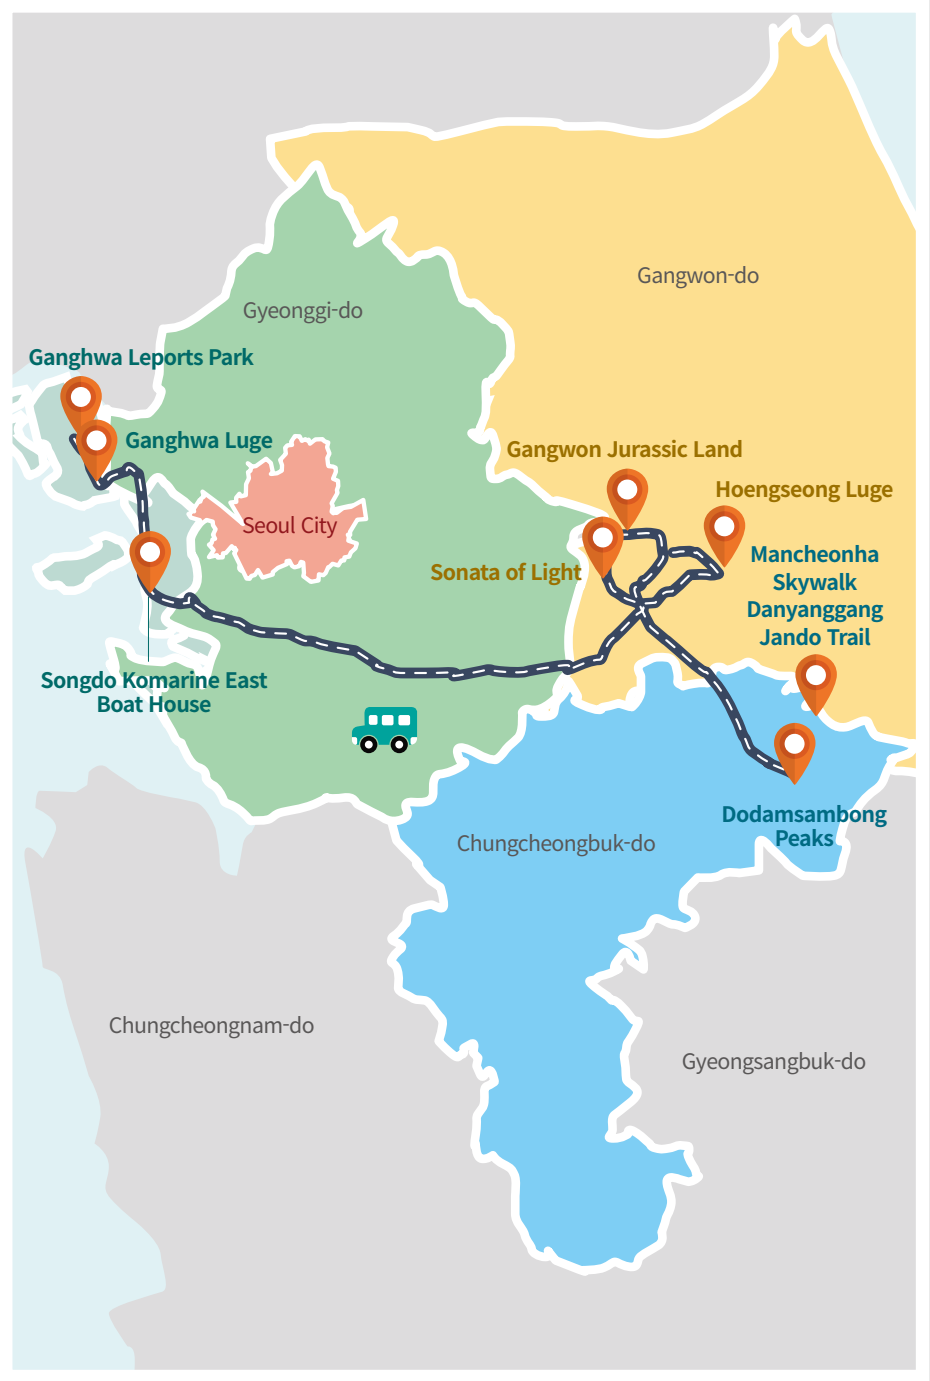 Gangwon-do
Gyeonggi-do
Ganghwa Leports Park
Ganghwa Luge
Gangwon Jurassic Land
Hoengseong Luge
Seoul City
Sonata of Light
Mancheonha
Skywalk
Danyanggang
Jando Trail
Songdo Komarine East
Boat House
Dodamsambong
Peaks
Chungcheongbuk-do
Chungcheongnam-do
Gyeongsangbuk-do